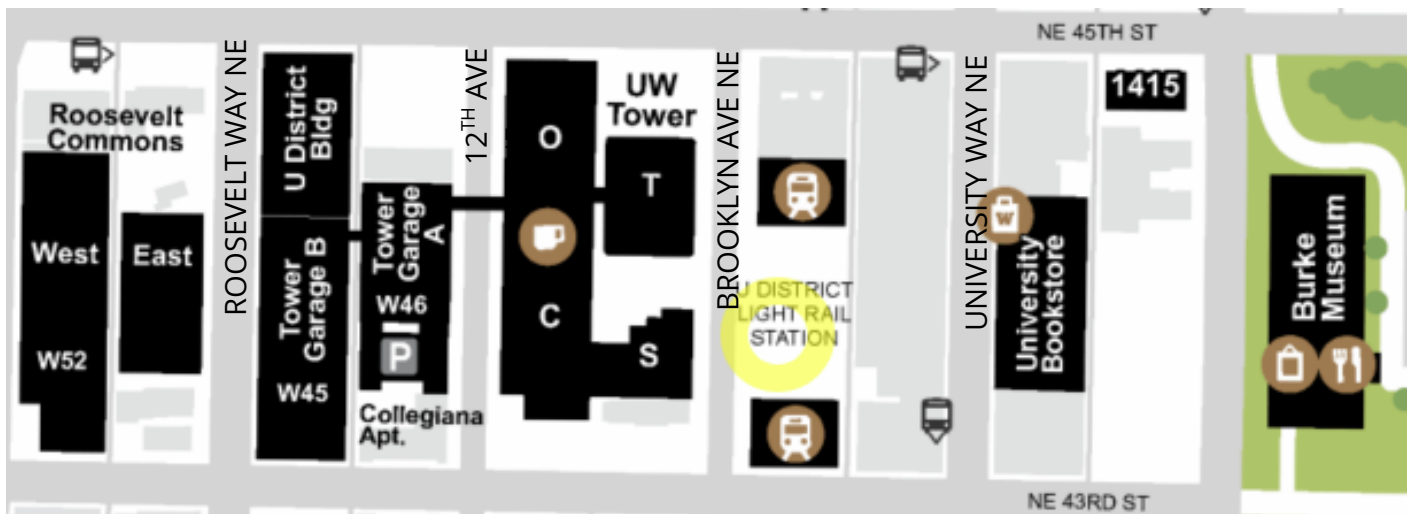 NE 45TH ST
Roosevelt
Commons
West
East
W52
ROOSEVELT WAY NE
U District
Bldg
Tower
Garage B
W45
Tower
Garage
A
W46
P
Collegiana
Apt.
12TH AVE
O
C
UW
Tower
T
S
BROOKLYN AVE NE
U DISTRICT
LIGHT RAIL
STATION
UNIVERSITY WAY NE
W
University
Bookstore
1415
Burke
Museum
NE 43RD ST